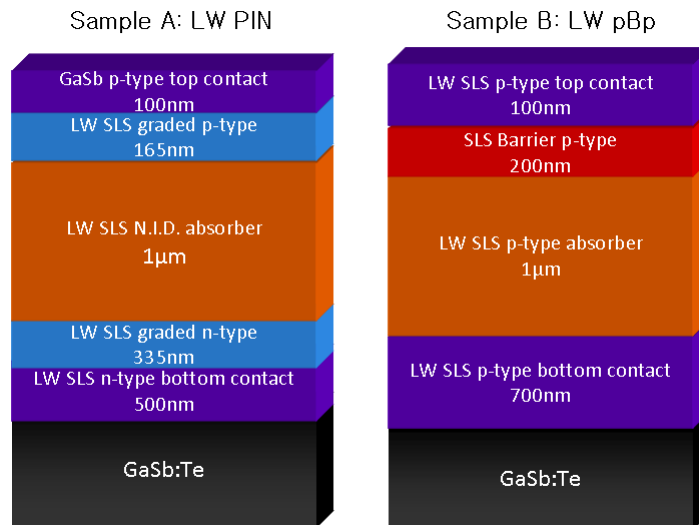 Sample A: LW PIN
GaSb p-type top contact
100nm
LW SLS graded p-type
165nm
LW SLS N.I.D. absorber
1µm
LW SLS graded n-type
335nm
LW SLS n-type bottom contact
500nm
GaSb:Te
Sample B: LW pBp
LW SLS p-type top contact
100nm
SLS Barrier p-type
200nm
LW SLS p-type absorber
1µm
LW SLS p-type bottom contact
700nm
GaSb:Te